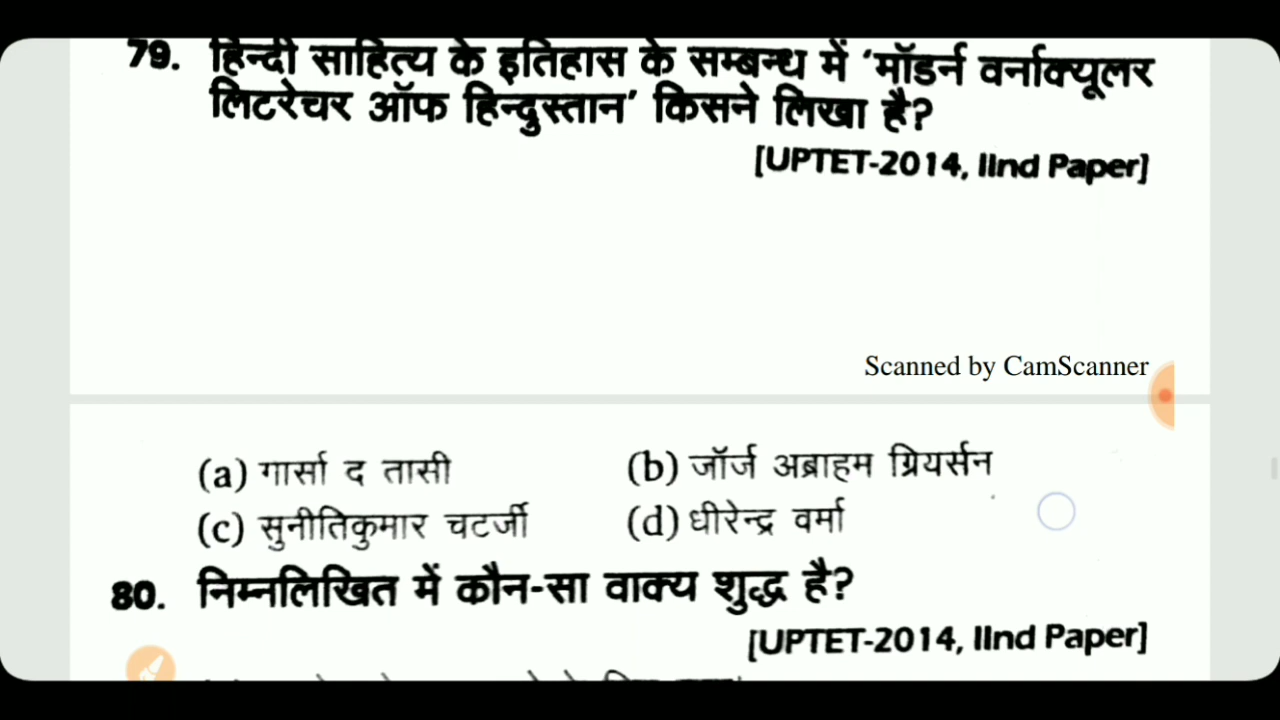 79. हिन्दी साहित्य के इतिहास के सम्बन्ध में ‘मॉडर्न वर्नाक्यूलर
लिटरेचर ऑफ हिन्दुस्तान’ किसने लिखा है?
[UPTET-2014, IInd Paper]
Scanned by CamScanner
(a) गार्सा द तासी (b) जॉर्ज अब्राहम ग्रियर्सन
(c) सुनीतिकुमार चटर्जी (d) धीरेन्द्र वर्मा
80. निम्नलिखित में कौन-सा वाक्य शुद्ध है?
[UPTET-2014, IInd Paper]